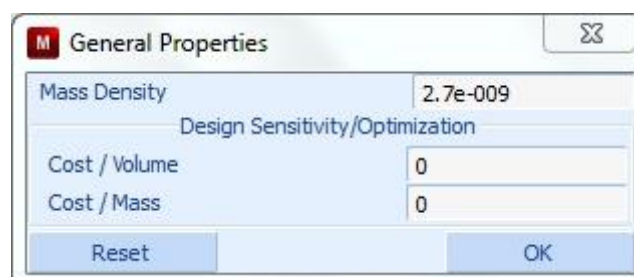 M General Properties
Mass Density 2.7e-009
Design Sensitivity/Optimization
Cost / Volume 0
Cost / Mass 0
Reset OK